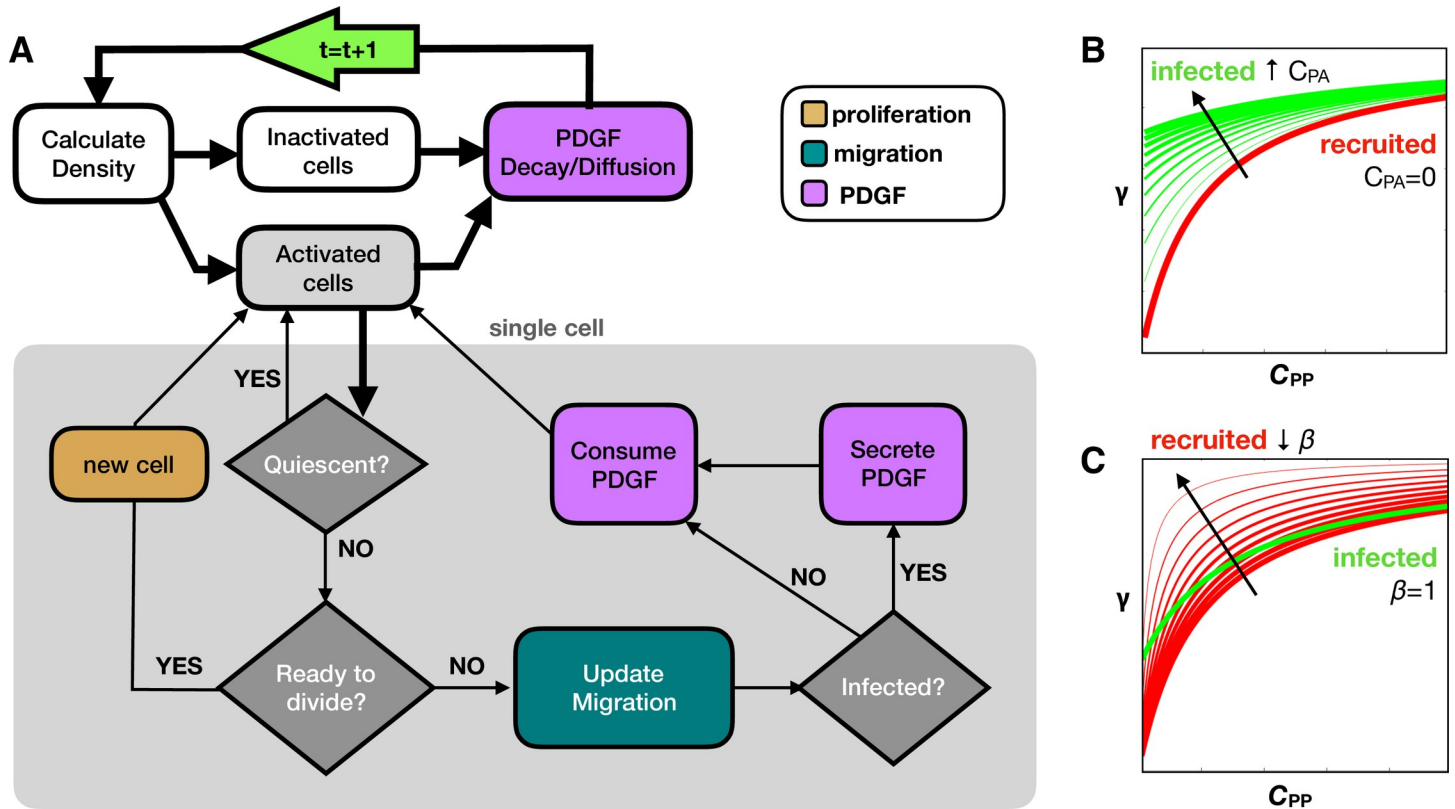 A
t=t+1
Calculate
Density
Inactivated
cells
PDGF
Decay/Diffusion
proliferation
migration
PDGF
Activated
cells
single cell
YES
new cell
Quiescent?
Consume
PDGF
Secrete
PDGF
NO
NO
YES
YES
Ready to
divide?
NO
Update
Migration
Infected?
B
infected ↑ CPA
recruited
CPA=0
γ
CPP
C
recruited ↓ β
infected
β=1
γ
CPP